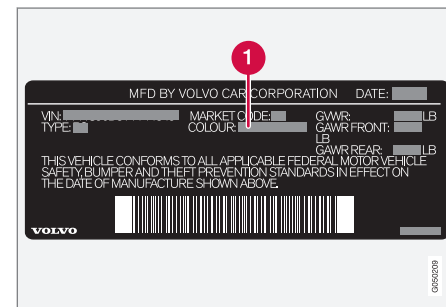 1
MFD BY VOLVO CAR CORPORATION DATE:
VIN: MARKET CODE: GVWR: LB
TYPE: COLOUR: GAWR FRONT:
LB
GAWR REAR: LB
THIS VEHICLE CONFORMS TO ALL APPLICABLE FEDERAL MOTOR VEHICLE
SAFETY, BUMPER AND THEFT PREVENTION STANDARDS IN EFFECT ON
THE DATE OF MANUFACTURE SHOWN ABOVE.
VOLVO
G050209